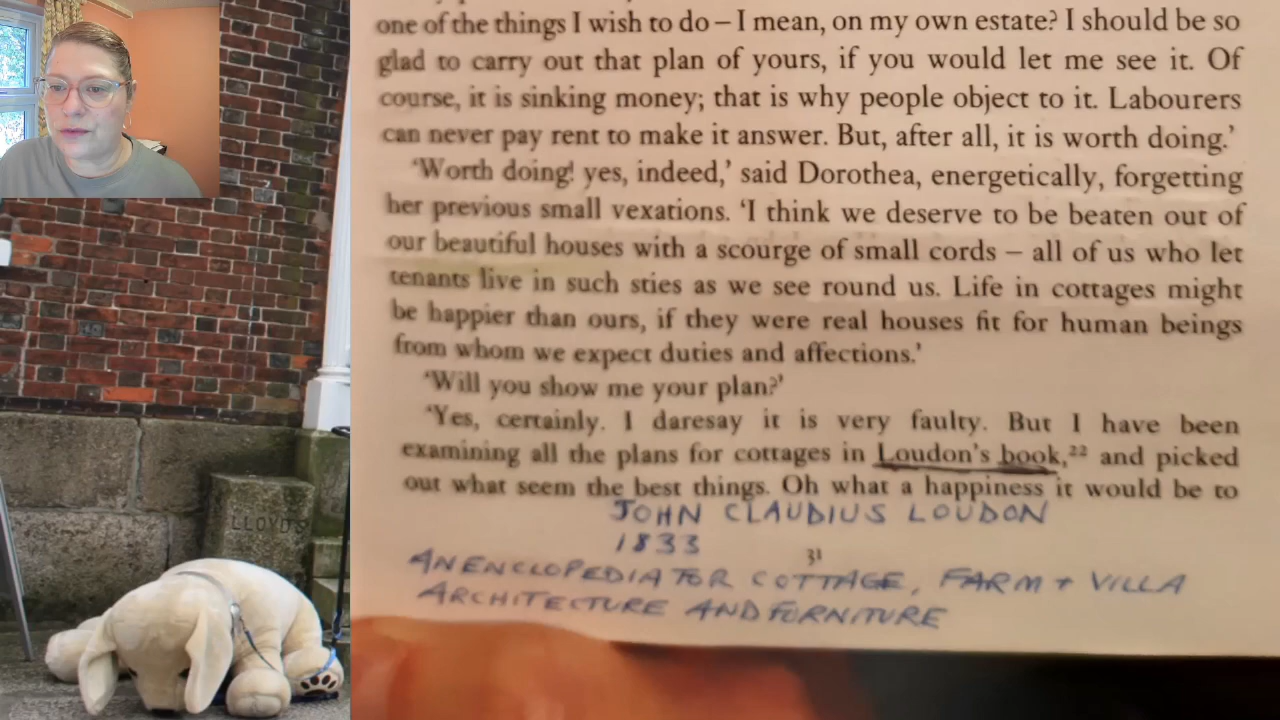 one of the things I wish to do – I mean, on my own estate? I should be so
glad to carry out that plan of yours, if you would let me see it. Of
course, it is sinking money; that is why people object to it. Labourers
can never pay rent to make it answer. But, after all, it is worth doing.’
‘Worth doing! yes, indeed,’ said Dorothea, energetically, forgetting
her previous small vexations. ‘I think we deserve to be beaten out of
our beautiful houses with a scourge of small cords – all of us who let
tenants live in such sties as we see round us. Life in cottages might
be happier than ours, if they were real houses fit for human beings
from whom we expect duties and affections.’
‘Will you show me your plan?’
‘Yes, certainly. I daresay it is very faulty. But I have been
examining all the plans for cottages in Loudon’s book,²² and picked
out what seem the best things. Oh what a happiness it would be to
JOHN CLAUDIUS LOUDON
1833
31
AN ENCLOPEDIA FOR COTTAGE, FARM + VILLA
ARCHITECTURE AND FORNITURE
LLOYDS